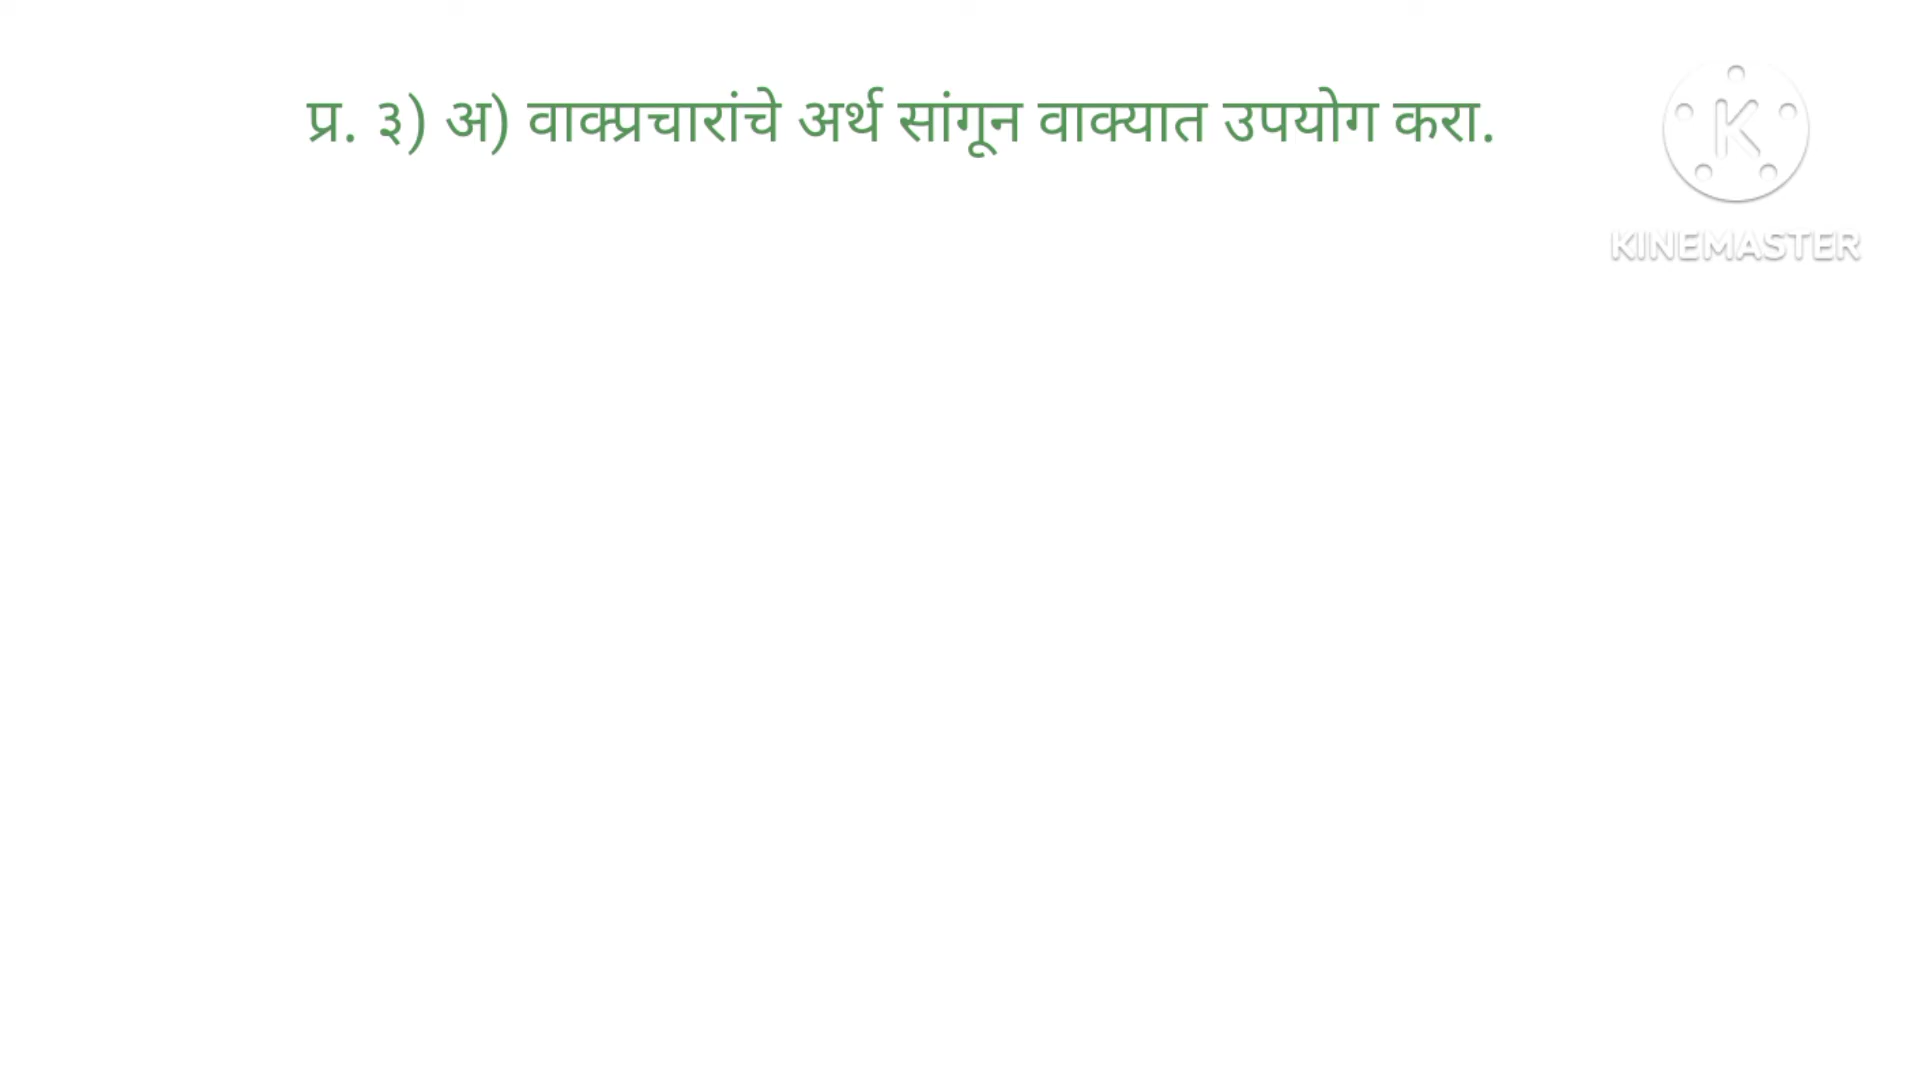 प्र. ३) अ) वाक्प्रचारांचे अर्थ सांगून वाक्यात उपयोग करा.
K
KINEMASTER